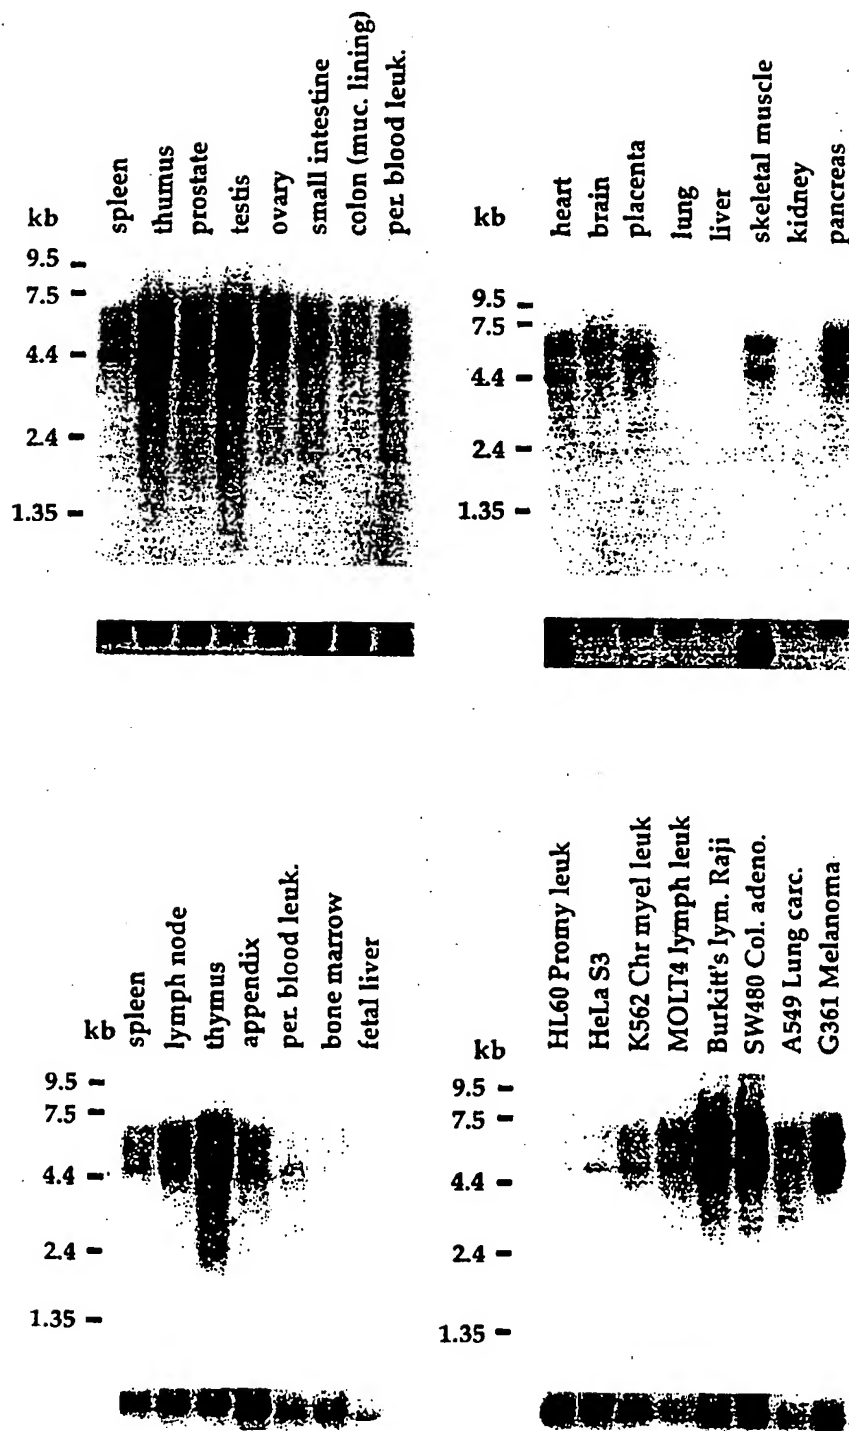 kb
spleen
thumus
prostate
testis
ovary
small intestine
colon (muc. lining)
per. blood leuk.
9.5
7.5
4.4
2.4
1.35
kb
heart
brain
placenta
lung
liver
skeletal muscle
kidney
pancreas
9.5
7.5
4.4
2.4
1.35
kb
spleen
lymph node
thymus
appendix
per. blood leuk.
bone marrow
fetal liver
9.5
7.5
4.4
2.4
1.35
kb
HL60 Promy leuk
HeLa S3
K562 Chr myel leuk
MOLT4 lymph leuk
Burkitt's lym. Raji
SW480 Col. adeno.
A549 Lung carc.
G361 Melanoma
9.5
7.5
4.4
2.4
1.35